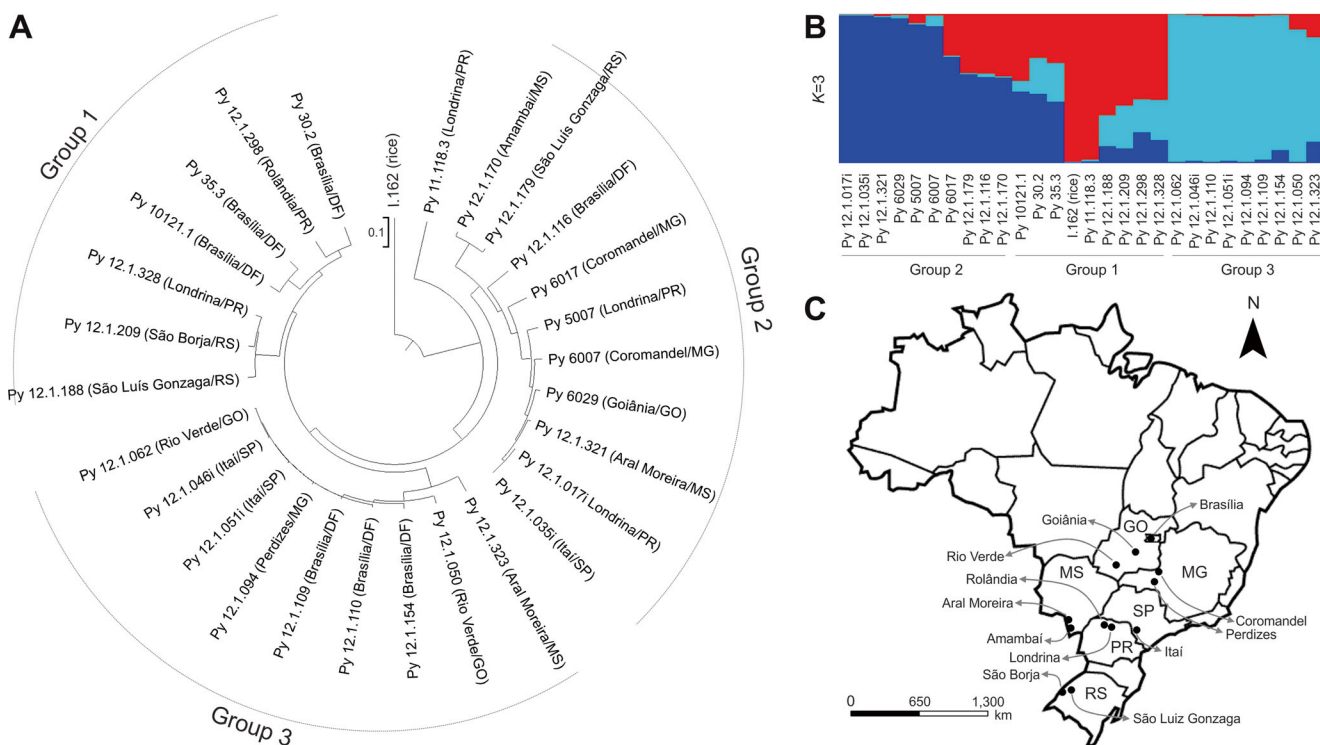 A
Group 1
Group 2
Group 3
0.1
I.162 (rice)
Py 11.118.3 (Londrina/PR)
Py 12.1.170 (Amambai/MS)
Py 12.1.179 (São Luís Gonzaga/RS)
Py 12.1.116 (Brasília/DF)
Py 6017 (Coromandel/MG)
Py 5007 (Londrina/PR)
Py 6007 (Coromandel/MG)
Py 6029 (Goiânia/GO)
Py 12.1.321 (Aral Moreira/MS)
Py 12.1.017i Londrina/PR)
Py 12.1.035i (Itaí/SP)
Py 12.1.323 (Aral Moreira/MS)
Py 12.1.050 (Rio Verde/GO)
Py 12.1.154 (Brasília/DF)
Py 12.1.110 (Brasília/DF)
Py 12.1.109 (Brasília/DF)
Py 12.1.094 (Perdizes/MG)
Py 12.1.051i (Itaí/SP)
Py 12.1.046i (Itaí/SP)
Py 12.1.062 (Rio Verde/GO)
Py 12.1.188 (São Luís Gonzaga/RS)
Py 12.1.209 (São Borja/RS)
Py 12.1.328 (Londrina/PR)
Py 10121.1 (Brasília/DF)
Py 35.3 (Brasília/DF)
Py 12.1.298 (Rolândia/PR)
Py 30.2 (Brasília/DF)
B
K=3
Py 12.1.017i
Py 12.1.035i
Py 12.1.321
Py 6029
Py 5007
Py 6007
Py 6017
Py 12.1.179
Py 12.1.116
Py 12.1.170
Py 10121.1
Py 30.2
Py 35.3
I.162 (rice)
Py 11.118.3
Py 12.1.188
Py 12.1.209
Py 12.1.298
Py 12.1.328
Py 12.1.062
Py 12.1.046i
Py 12.1.110
Py 12.1.051i
Py 12.1.094
Py 12.1.109
Py 12.1.154
Py 12.1.050
Py 12.1.323
Group 2
Group 1
Group 3
C
N
Brasília
Goiânia
GO
Rio Verde
MS
MG
Rolândia
SP
Aral Moreira
Coromandel
Perdizes
Amambaí
Itaí
Londrina
PR
São Borja
RS
São Luiz Gonzaga
0 650 1,300
km